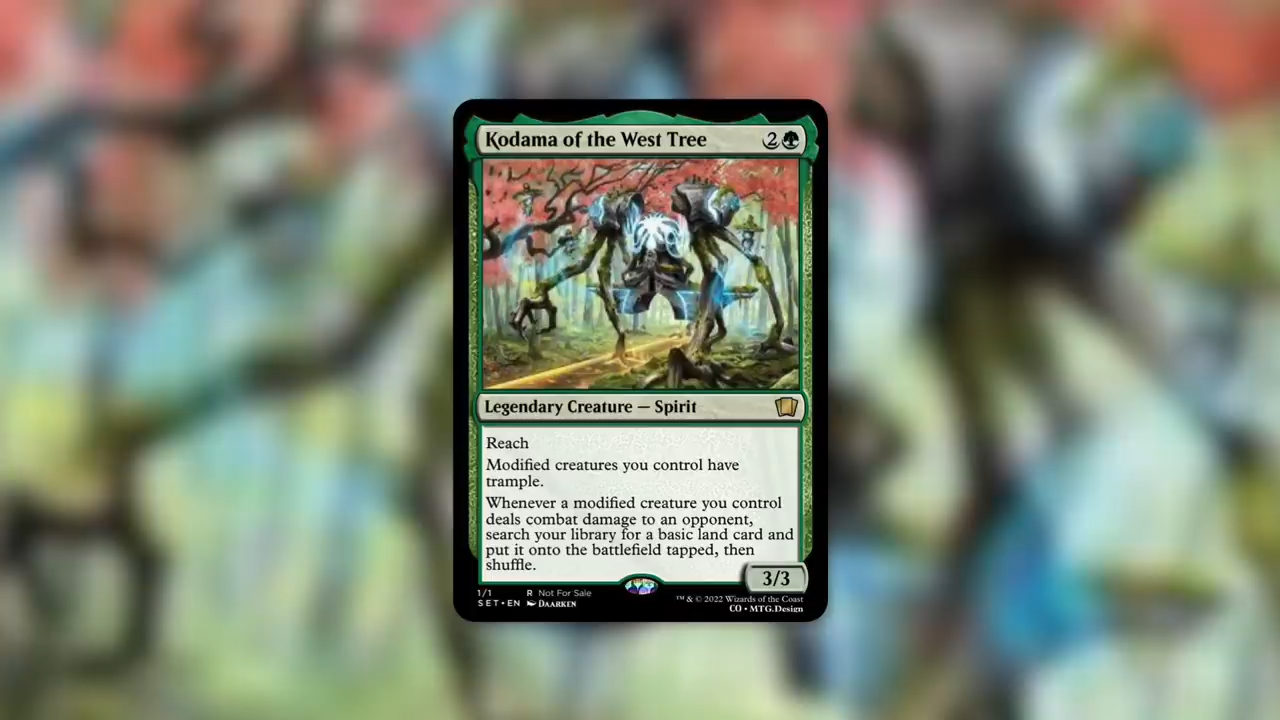 Kodama of the West Tree 2
Legendary Creature — Spirit
Reach
Modified creatures you control have
trample.
Whenever a modified creature you control
deals combat damage to an opponent,
search your library for a basic land card and
put it onto the battlefield tapped, then
shuffle.
3/3
1/1 R Not For Sale
SET • EN DAARKEN
™ & © 2022 Wizards of the Coast
CO • MTG.Design